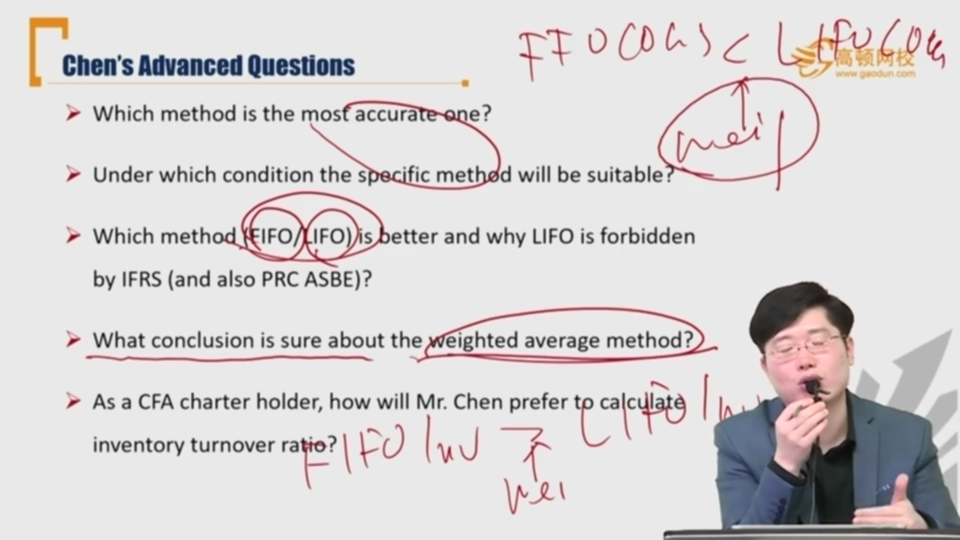 Chen's Advanced Questions
FIFO COGS < LIFO COGS
高顿网校
www.gaodun.com
➤ Which method is the most accurate one?
➤ Under which condition the specific method will be suitable?
➤ Which method (FIFO/LIFO) is better and why LIFO is forbidden
by IFRS (and also PRC ASBE)?
➤ What conclusion is sure about the weighted average method?
➤ As a CFA charter holder, how will Mr. Chen prefer to calculate
inventory turnover ratio?
FIFO Inv > LIFO Inv
wei